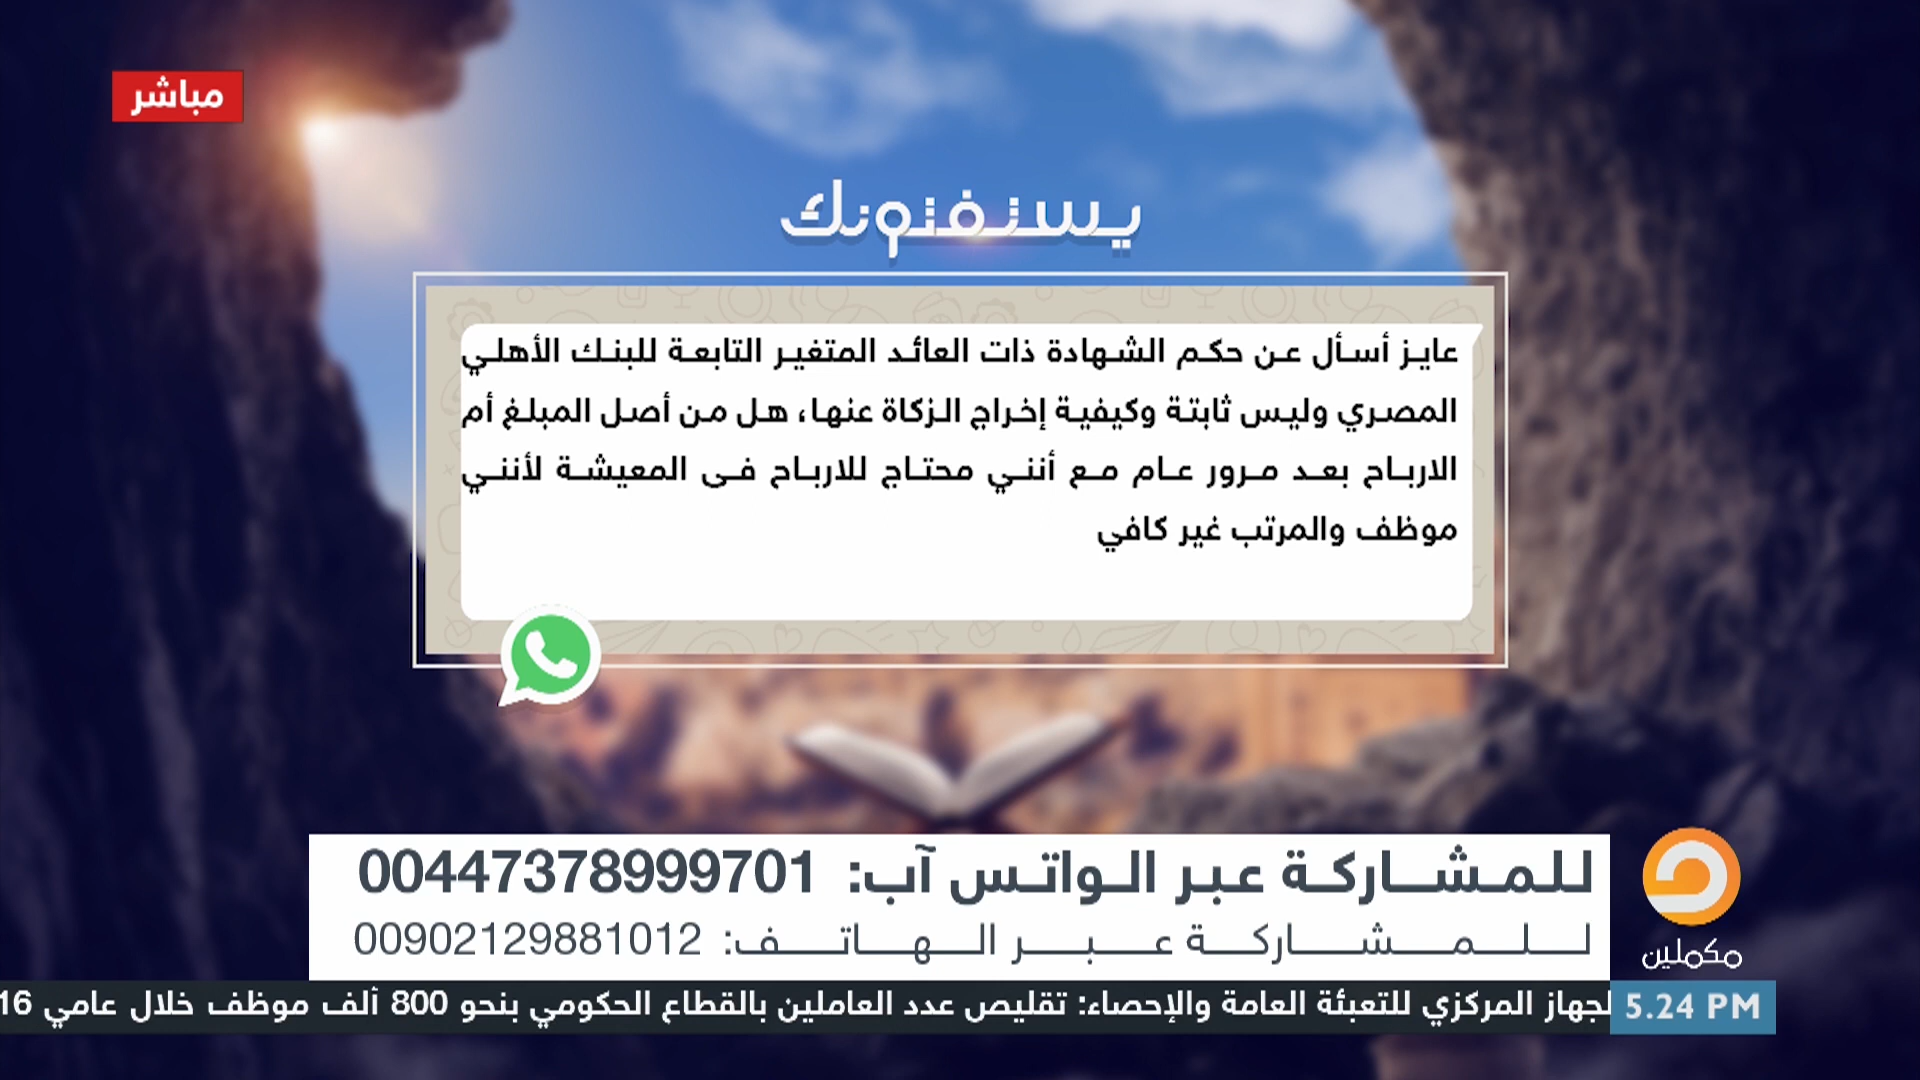 مباشر
يستفتونك
عايز أسأل عن حكم الشهادة ذات العائد المتغير التابعة للبنك الأهلي
المصري وليس ثابتة وكيفية إخراج الزكاة عنها، هل من أصل المبلغ أم
الارباح بعد مرور عام مع أنني محتاج للارباح فى المعيشة لأنني
موظف والمرتب غير كافي
للمشاركة عبر الواتس آب: 00447378999701
للمشاركة عبر الهاتف: 00902129881012
مكملين
لجهاز المركزي للتعبئة العامة والإحصاء: تقليص عدد العاملين بالقطاع الحكومي بنحو 800 ألف موظف خلال عامي 16
5.24 PM